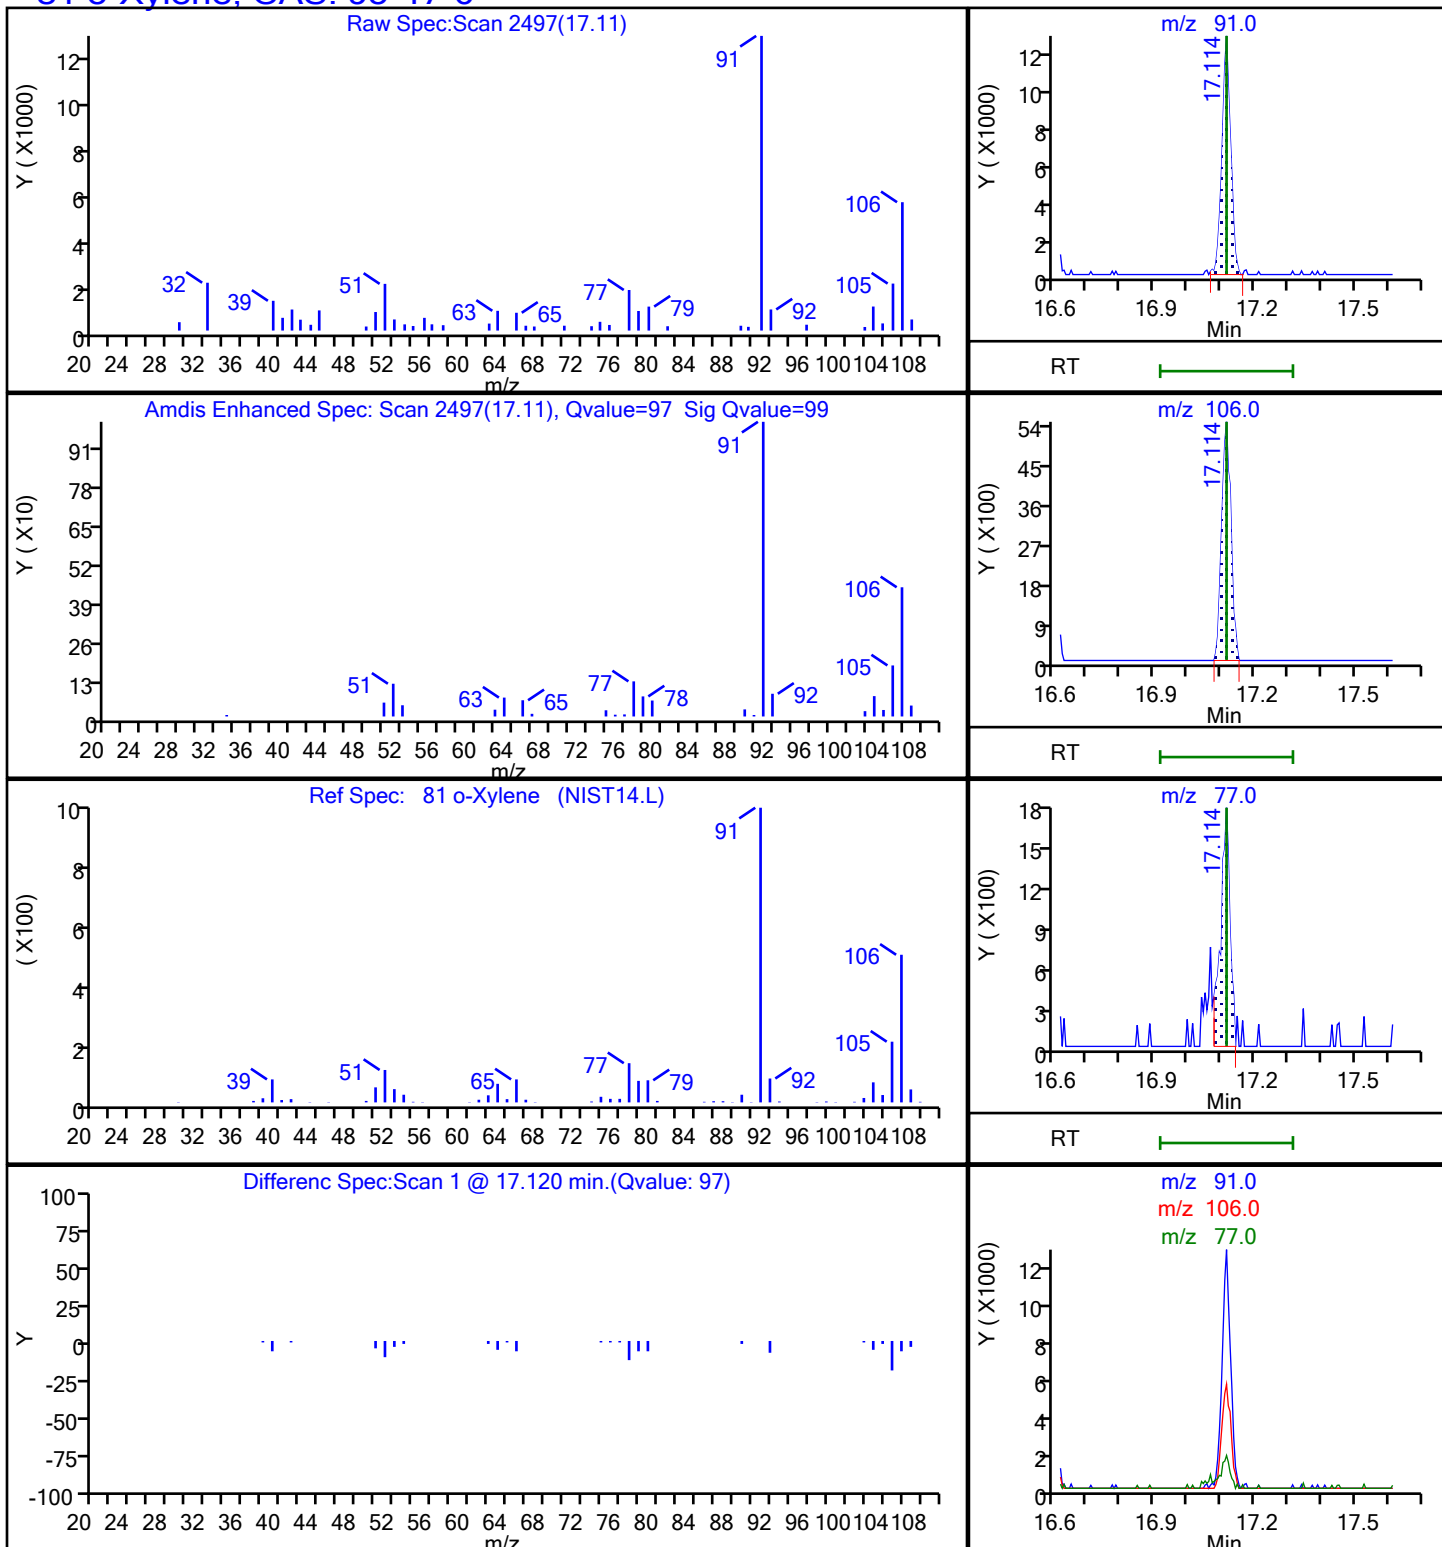 81 o-Xylene, CAS: 95-47-6
Raw Spec:Scan 2497(17.11)
Y ( X1000)
12
10
8
6
4
2
0
32
39
51
63
65
77
79
91
92
105
106
20 24 28 32 36 40 44 48 52 56 60 64 68 72 76 80 84 88 92 96 100 104 108
m/z
m/z 91.0
Y ( X1000)
12
10
8
6
4
2
0
17.114
16.6 16.9 17.2 17.5
Min
RT
Amdis Enhanced Spec: Scan 2497(17.11), Qvalue=97 Sig Qvalue=99
Y ( X10)
91
78
65
52
39
26
13
0
51
63
65
77
78
91
92
105
106
20 24 28 32 36 40 44 48 52 56 60 64 68 72 76 80 84 88 92 96 100 104 108
m/z
m/z 106.0
Y ( X100)
54
45
36
27
18
9
0
17.114
16.6 16.9 17.2 17.5
Min
RT
Ref Spec: 81 o-Xylene (NIST14.L)
( X100)
10
8
6
4
2
0
39
51
65
77
79
91
92
105
106
20 24 28 32 36 40 44 48 52 56 60 64 68 72 76 80 84 88 92 96 100 104 108
m/z 77.0
Y ( X100)
18
15
12
9
6
3
0
17.114
16.6 16.9 17.2 17.5
Min
RT
Differenc Spec:Scan 1 @ 17.120 min.(Qvalue: 97)
Y
100
75
50
25
0
-25
-50
-75
-100
20 24 28 32 36 40 44 48 52 56 60 64 68 72 76 80 84 88 92 96 100 104 108
m/z
m/z 91.0
m/z 106.0
m/z 77.0
Y ( X1000)
12
10
8
6
4
2
0
16.6 16.9 17.2 17.5
Min